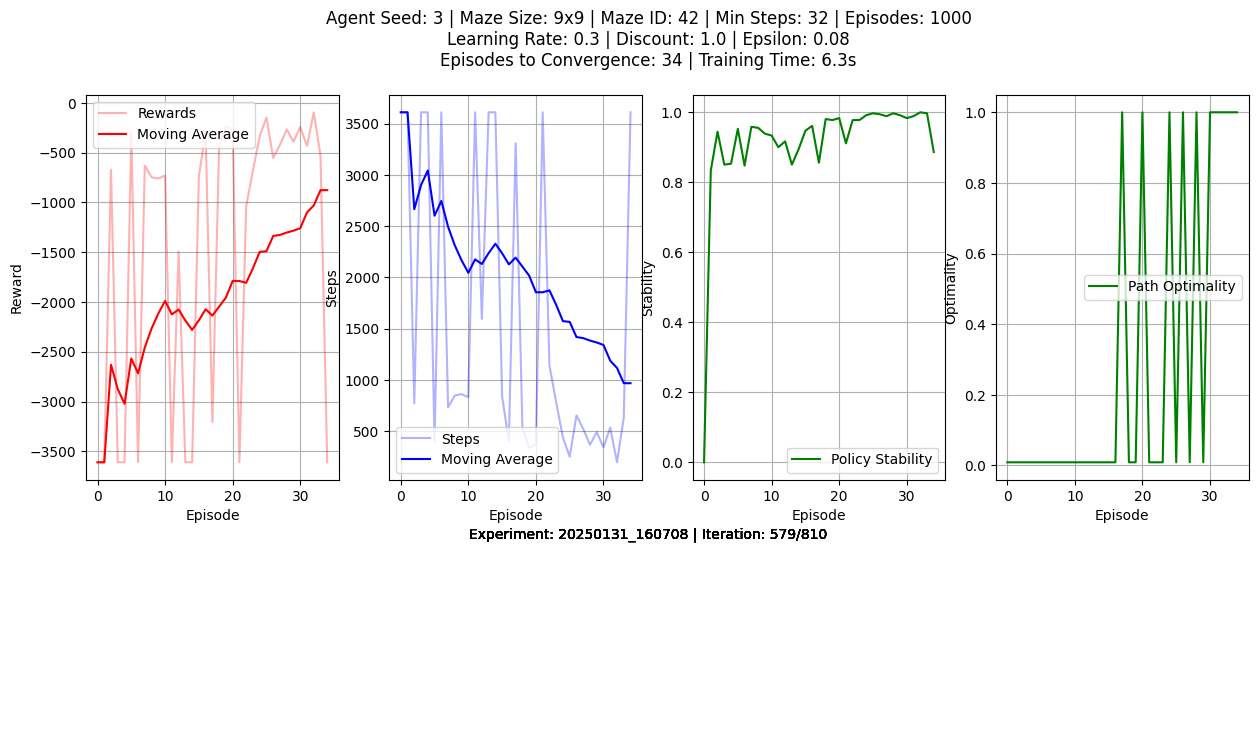 Agent Seed: 3 | Maze Size: 9x9 | Maze ID: 42 | Min Steps: 32 | Episodes: 1000
Learning Rate: 0.3 | Discount: 1.0 | Epsilon: 0.08
Episodes to Convergence: 34 | Training Time: 6.3s
Reward
0
−500
−1000
−1500
−2000
−2500
−3000
−3500
Rewards
Moving Average
0 10 20 30
Episode
Steps
3500
3000
2500
2000
1500
1000
500
Steps
Moving Average
0 10 20 30
Episode
Stability
1.0
0.8
0.6
0.4
0.2
0.0
Policy Stability
0 10 20 30
Episode
Optimality
1.0
0.8
0.6
0.4
0.2
0.0
Path Optimality
0 10 20 30
Episode
Experiment: 20250131_160708 | Iteration: 579/810